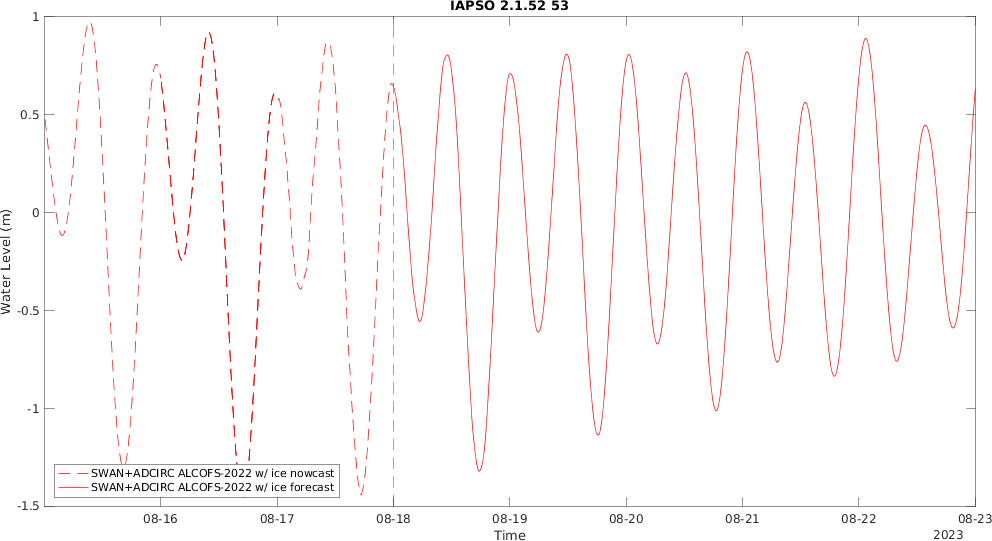 IAPSO 2.1.52 53
Water Level (m)
1
0.5
0
-0.5
-1
-1.5
SWAN+ADCIRC ALCOFS-2022 w/ ice nowcast
SWAN+ADCIRC ALCOFS-2022 w/ ice forecast
08-16 08-17 08-18 08-19 08-20 08-21 08-22 08-23
Time
2023